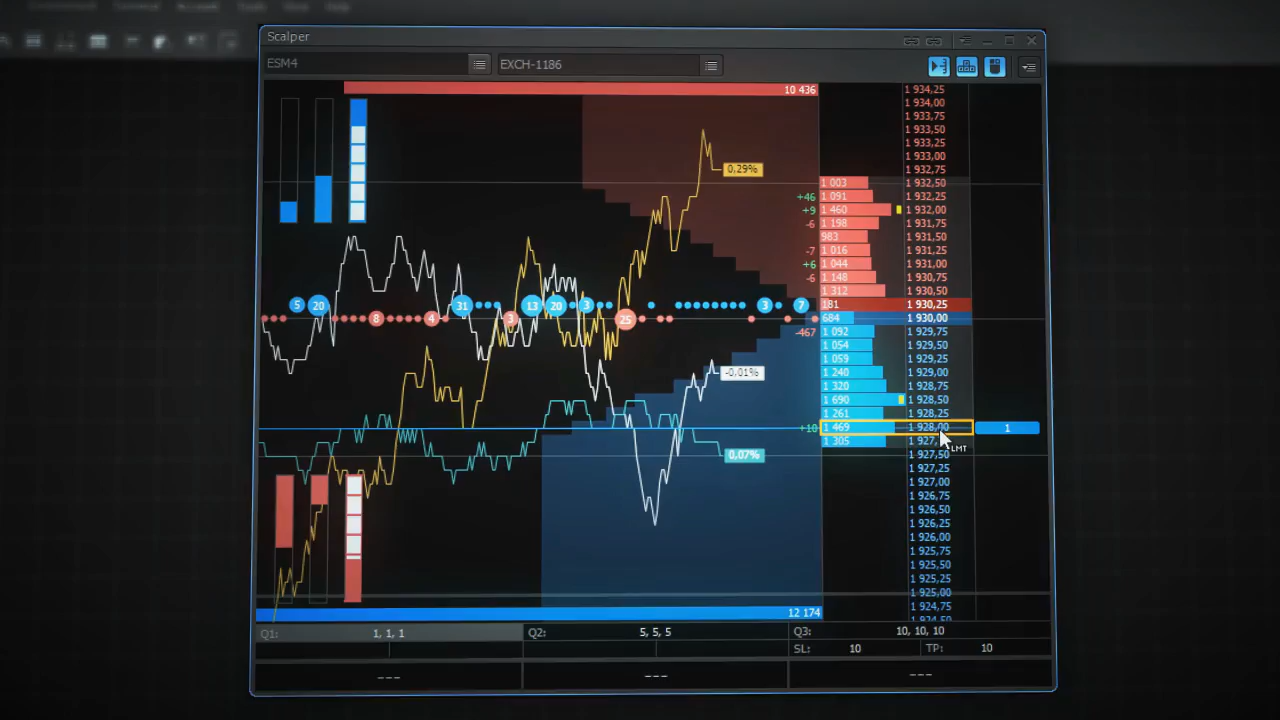 Scalper
ESM4 EXCH-1186
10 436 1 934,25
1 934,00
1 933,75
1 933,50
1 933,25
1 933,00
0,29% 1 932,75
1 003 1 932,50
+46 1 091 1 932,25
+9 1 460 1 932,00
-6 1 198 1 931,75
983 1 931,50
-7 1 016 1 931,25
+6 1 044 1 931,00
-6 1 148 1 930,75
1 312 1 930,50
5 20 31 13 20 3 3 7 181 1 930,25
8 4 3 25 684 1 930,00
-467 1 092 1 929,75
1 054 1 929,50
1 059 1 929,25
-0,01% 1 240 1 929,00
1 320 1 928,75
1 690 1 928,50
1 261 1 928,25
+10 1 469 1 928,00 1
1 305 1 927,
LMT
0,07% 1 927,50
1 927,25
1 927,00
1 926,75
1 926,50
1 926,25
1 926,00
1 925,75
1 925,50
1 925,25
1 925,00
12 174 1 924,75
1 924,50
Q1: 1, 1, 1 Q2: 5, 5, 5 Q3: 10, 10, 10
SL: 10 TP: 10
--- --- ---